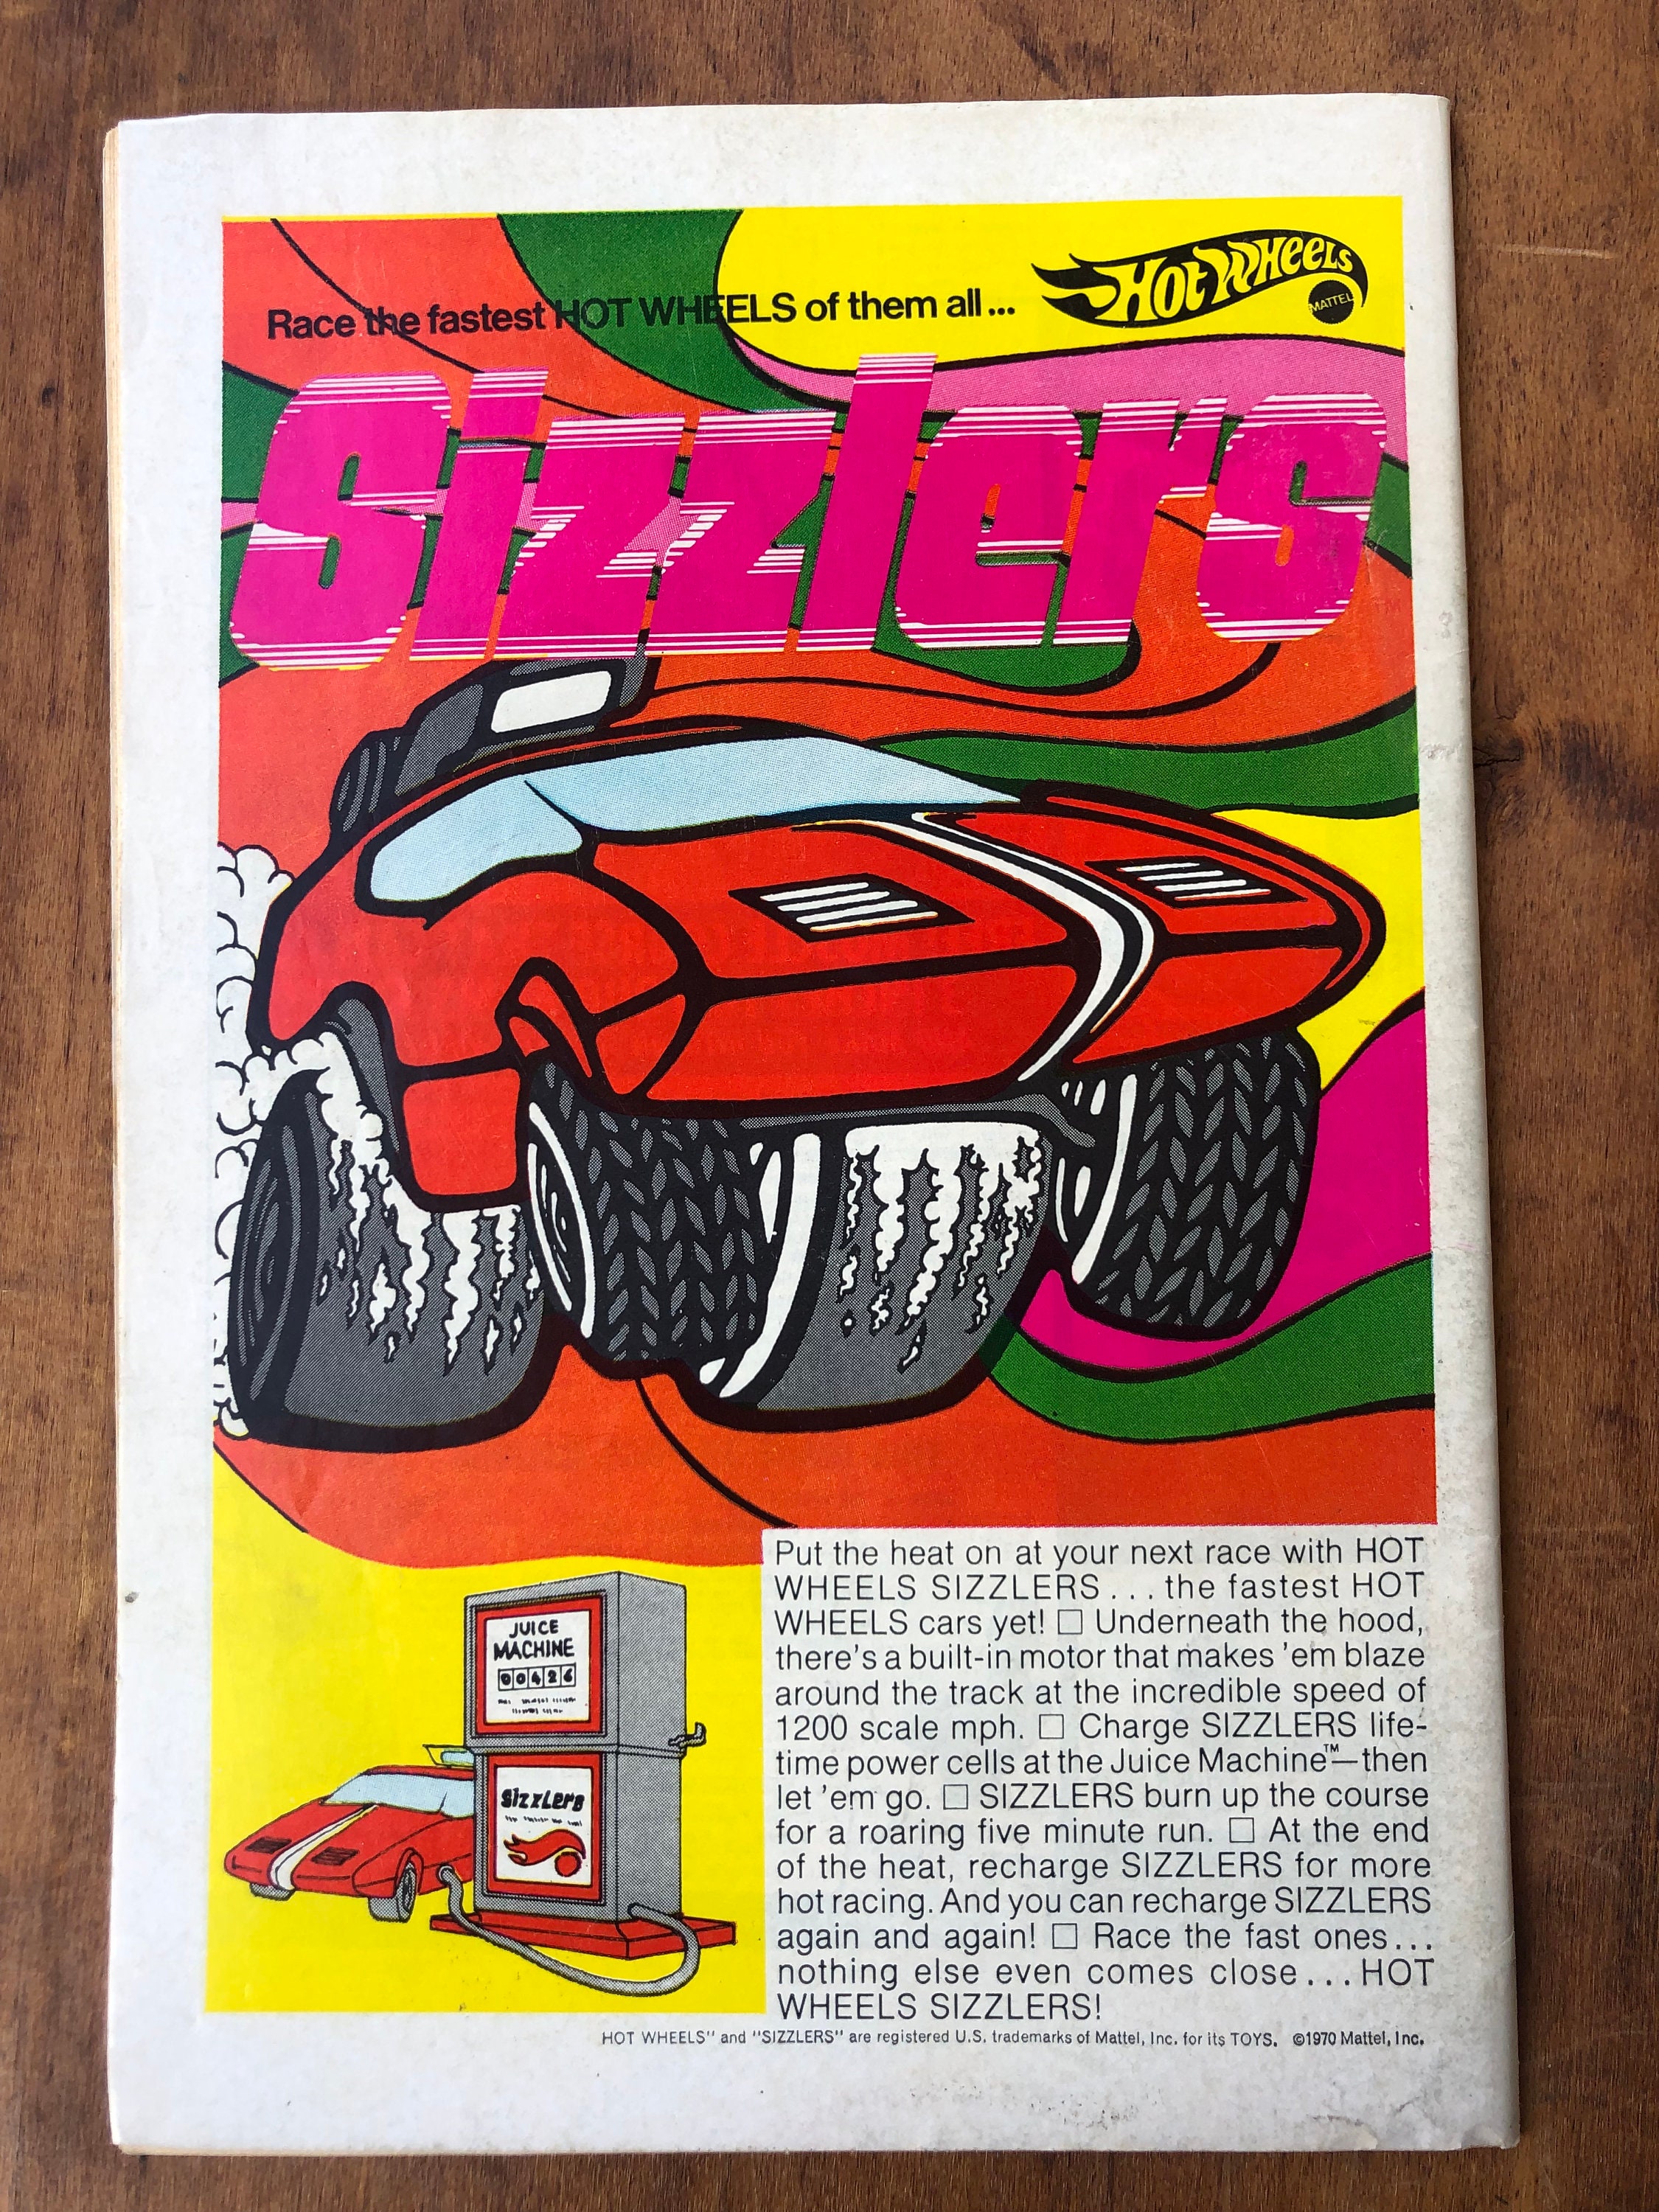 Race the fastest HOT WHEELS of them all...
Hot Wheels
MATTEL
Sizzlers
Put the heat on at your next race with HOT
WHEELS SIZZLERS... the fastest HOT
WHEELS cars yet! □ Underneath the hood,
there's a built-in motor that makes 'em blaze
around the track at the incredible speed of
1200 scale mph. □ Charge SIZZLERS life-
time power cells at the Juice Machine™—then
let 'em go. □ SIZZLERS burn up the course
for a roaring five minute run. □ At the end
of the heat, recharge SIZZLERS for more
hot racing. And you can recharge SIZZLERS
again and again! □ Race the fast ones...
nothing else even comes close...HOT
WHEELS SIZZLERS!
JUICE
MACHINE
00426
Sizzlers
HOT WHEELS" and "SIZZLERS" are registered U.S. trademarks of Mattel, Inc. for its TOYS. ©1970 Mattel, Inc.